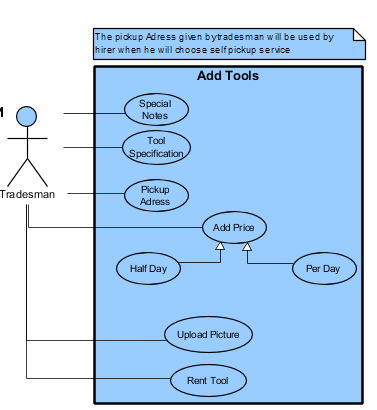 The pickup Adress given bytradesman will be used by
hirer when he will choose self pickup service
Add Tools
Special
Notes
Tool
Specification
Tradesman
Pickup
Adress
Add Price
Half Day
Per Day
Upload Picture
Rent Tool